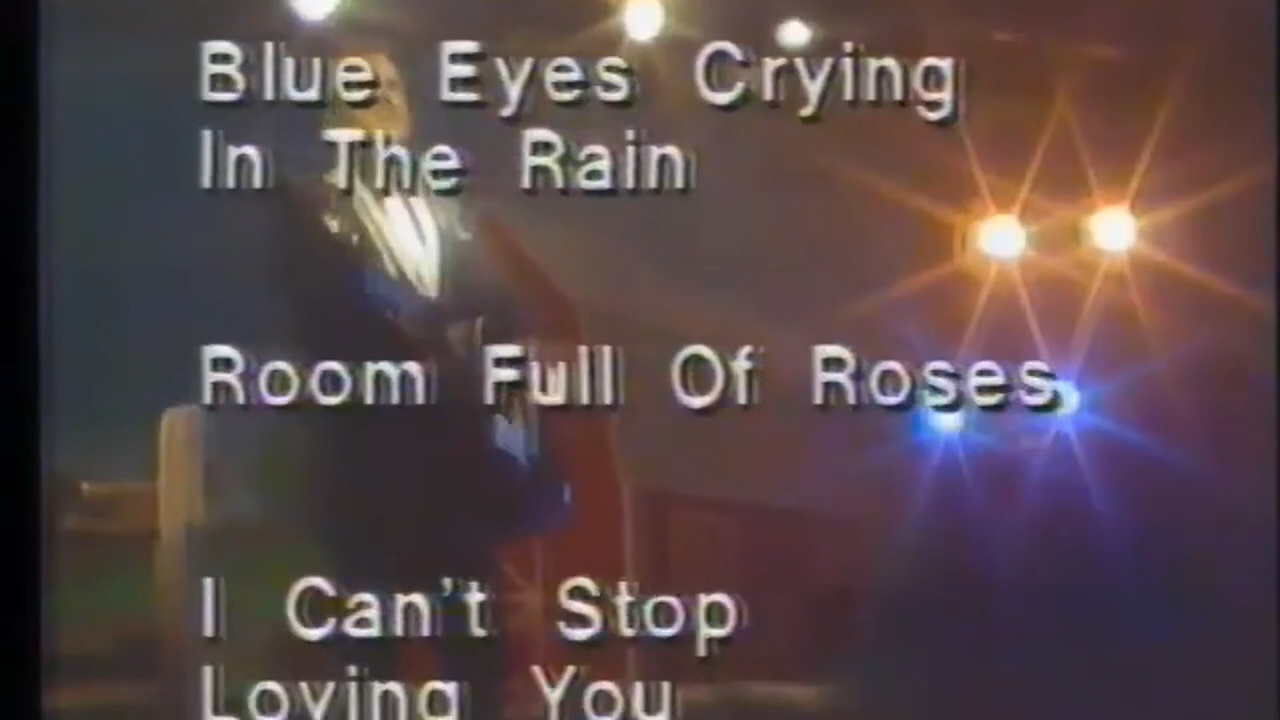 Blue Eyes Crying
In The Rain
Room Full Of Roses
I Can't Stop
Loving You